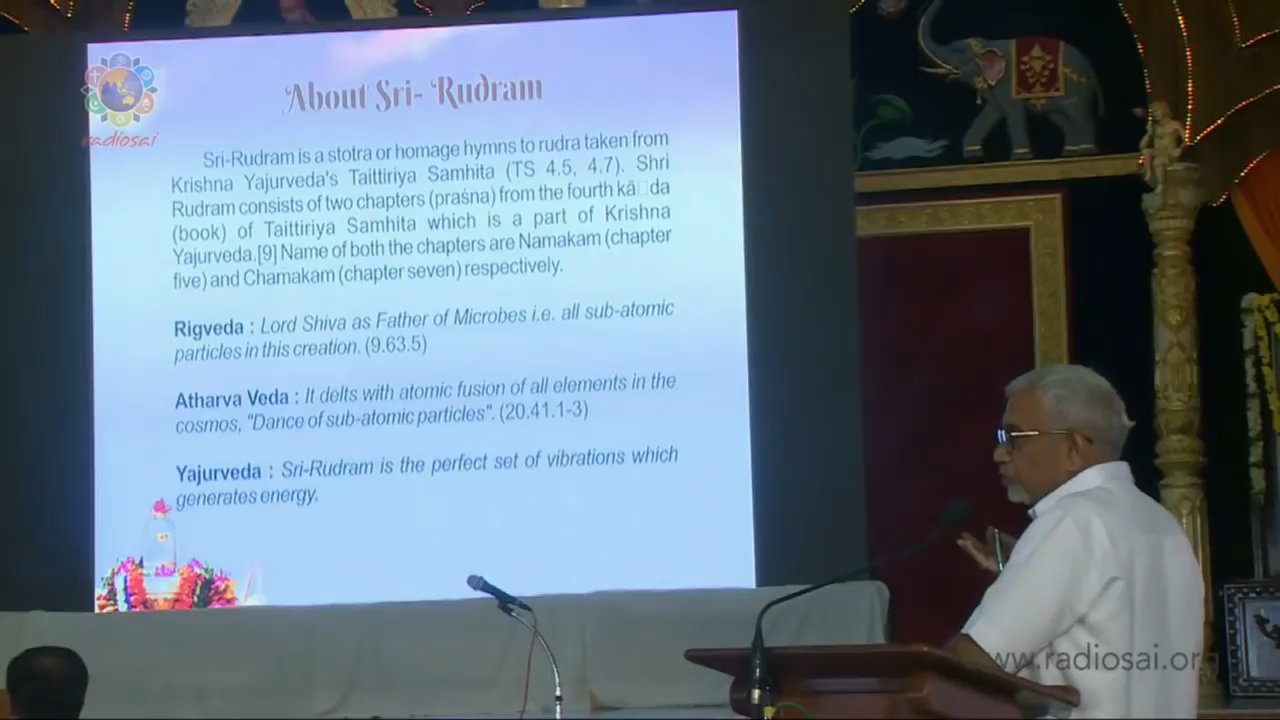 radiosai
About Sri- Rudram
Sri-Rudram is a stotra or homage hymns to rudra taken from
Krishna Yajurveda's Taittiriya Samhita (TS 4.5, 4.7). Shri
Rudram consists of two chapters (praśna) from the fourth kā□da
(book) of Taittiriya Samhita which is a part of Krishna
Yajurveda.[9] Name of both the chapters are Namakam (chapter
five) and Chamakam (chapter seven) respectively.
Rigveda : Lord Shiva as Father of Microbes i.e. all sub-atomic
particles in this creation. (9.63.5)
Atharva Veda : It delts with atomic fusion of all elements in the
cosmos, "Dance of sub-atomic particles". (20.41.1-3)
Yajurveda : Sri-Rudram is the perfect set of vibrations which
generates energy.
www.radiosai.org